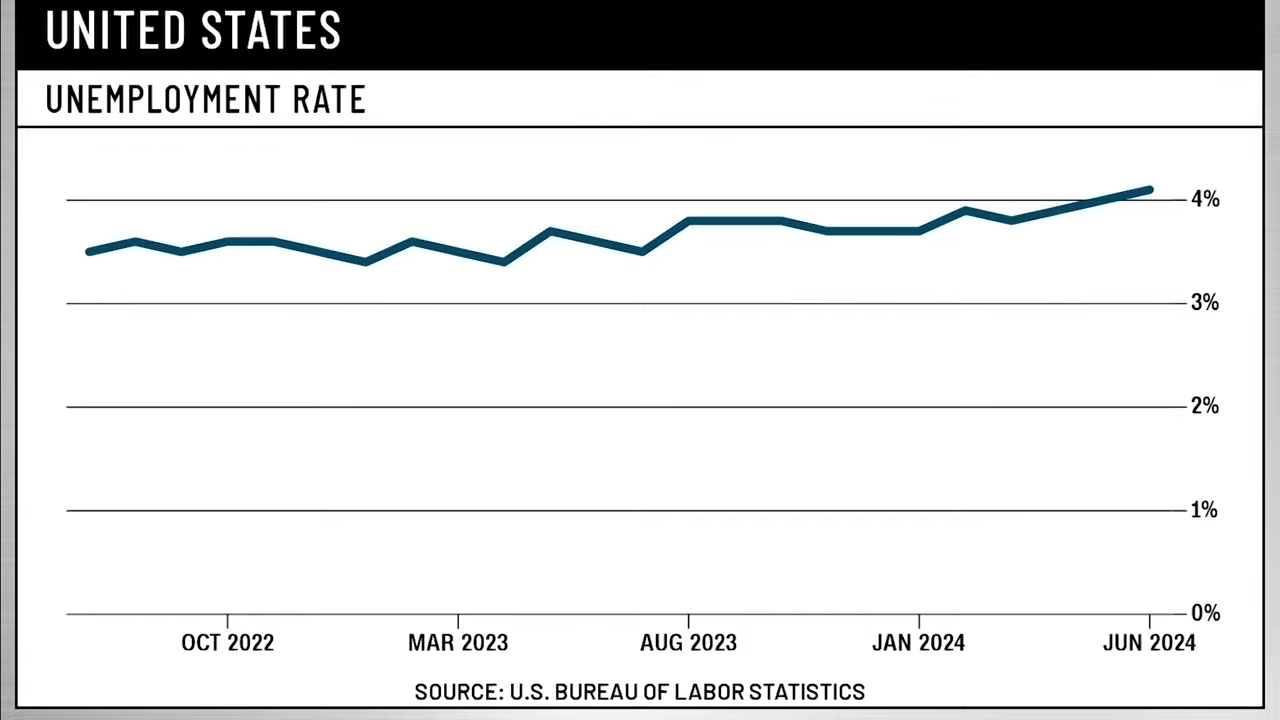 UNITED STATES
UNEMPLOYMENT RATE
4%
3%
2%
1%
0%
OCT 2022 MAR 2023 AUG 2023 JAN 2024 JUN 2024
SOURCE: U.S. BUREAU OF LABOR STATISTICS